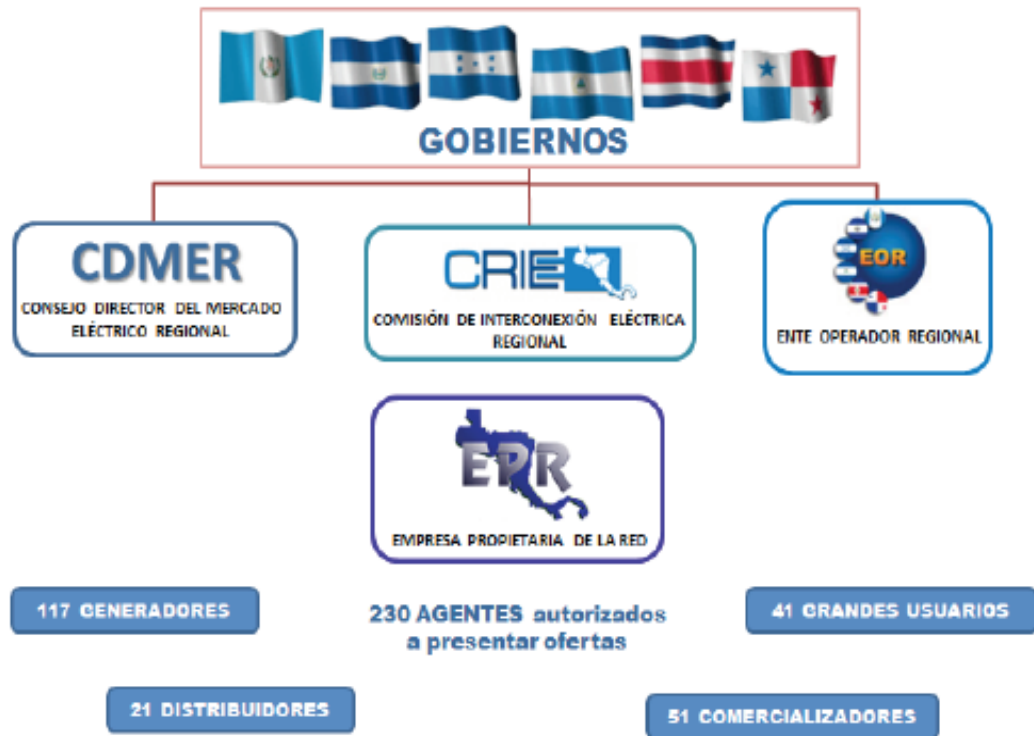 GOBIERNOS
CDMER
CONSEJO DIRECTOR DEL MERCADO
ELÉCTRICO REGIONAL
CRIE
COMISIÓN DE INTERCONEXIÓN ELÉCTRICA
REGIONAL
EOR
ENTE OPERADOR REGIONAL
EPR
EMPRESA PROPIETARIA DE LA RED
117 GENERADORES
230 AGENTES autorizados
a presentar ofertas
41 GRANDES USUARIOS
21 DISTRIBUIDORES
51 COMERCIALIZADORES